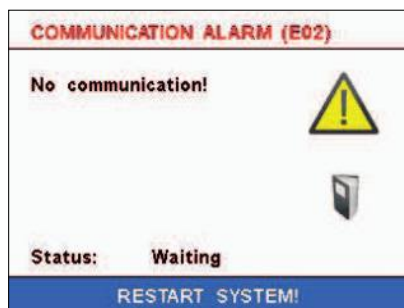 COMMUNICATION ALARM (E02)
No communication!
Status: Waiting
RESTART SYSTEM!